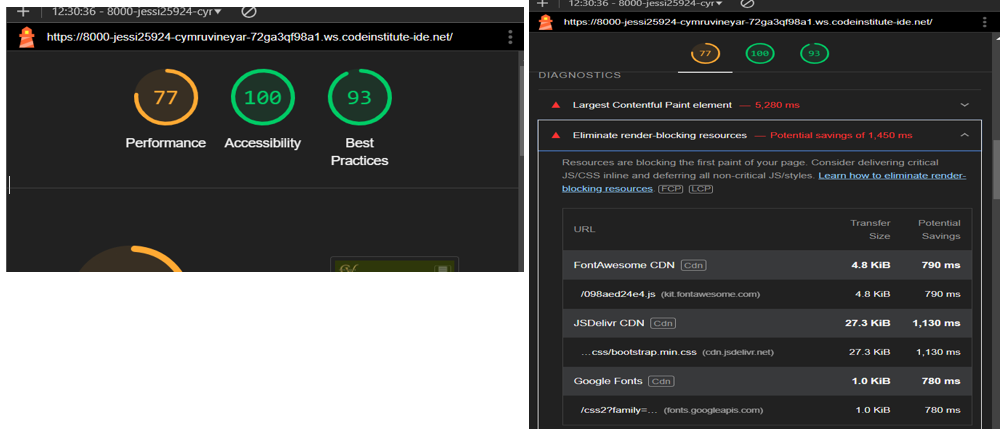 12:30:36 - 8000-jessi25924-cyr
https://8000-jessi25924-cymruvineyar-72ga3qf98a1.ws.codeinstitute-ide.net/
77
100
93
Performance
Accessibility
Best
Practices
12:30:36 - 8000-jessi25924-cyr
https://8000-jessi25924-cymruvineyar-72ga3qf98a1.ws.codeinstitute-ide.net/
77
100
93
DIAGNOSTICS
Largest Contentful Paint element — 5,280 ms
Eliminate render-blocking resources — Potential savings of 1,450 ms
Resources are blocking the first paint of your page. Consider delivering critical
JS/CSS inline and deferring all non-critical JS/styles. Learn how to eliminate render-
blocking resources. FCP LCP
URL
Transfer
Size
Potential
Savings
FontAwesome CDN Cdn 4.8 KiB 790 ms
/098aed24e4.js (kit.fontawesome.com) 4.8 KiB 790 ms
JSDelivr CDN Cdn 27.3 KiB 1,130 ms
…css/bootstrap.min.css (cdn.jsdelivr.net) 27.3 KiB 1,130 ms
Google Fonts Cdn 1.0 KiB 780 ms
/css2?family=… (fonts.googleapis.com) 1.0 KiB 780 ms